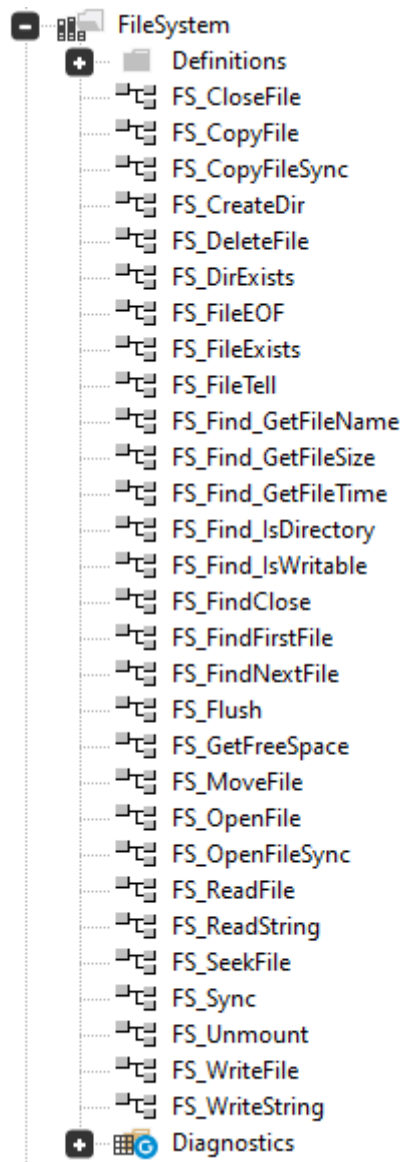 FileSystem
Definitions
FS_CloseFile
FS_CopyFile
FS_CopyFileSync
FS_CreateDir
FS_DeleteFile
FS_DirExists
FS_FileEOF
FS_FileExists
FS_FileTell
FS_Find_GetFileName
FS_Find_GetFileSize
FS_Find_GetFileTime
FS_Find_IsDirectory
FS_Find_IsWritable
FS_FindClose
FS_FindFirstFile
FS_FindNextFile
FS_Flush
FS_GetFreeSpace
FS_MoveFile
FS_OpenFile
FS_OpenFileSync
FS_ReadFile
FS_ReadString
FS_SeekFile
FS_Sync
FS_Unmount
FS_WriteFile
FS_WriteString
G Diagnostics